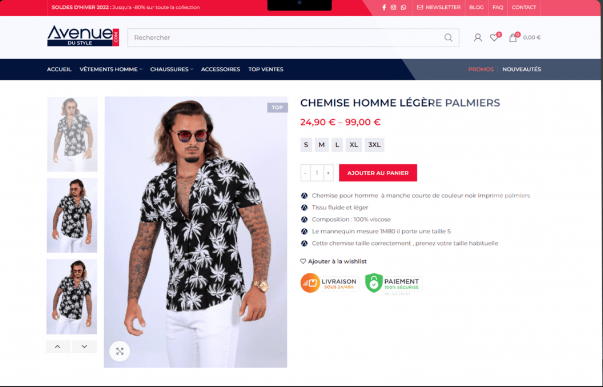 SOLDES D'HIVER 2022 : Jusqu'a -80% sur toute la collection
NEWSLETTER BLOG FAQ CONTACT
Avenue
DU STYLE
.COM
Rechercher
0 0 0,00 €
ACCUEIL VÊTEMENTS HOMME CHAUSSURES ACCESSOIRES TOP VENTES PROMOS NOUVEAUTÉS
TOP
CHEMISE HOMME LÉGÈRE PALMIERS
24,90 € – 99,00 €
S M L XL 3XL
- 1 + AJOUTER AU PANIER
Chemise pour homme à manche courte de couleur noir imprimé palmiers
Tissu fluide et léger
Composition : 100% viscose
Le mannequin mesure 1M80 il porte une taille S
Cette chemise taille correctement , prenez votre taille habituelle
Ajouter à la wishlist
LIVRAISON
SOUS 24/48H
PAIEMENT
100% SÉCURISÉ